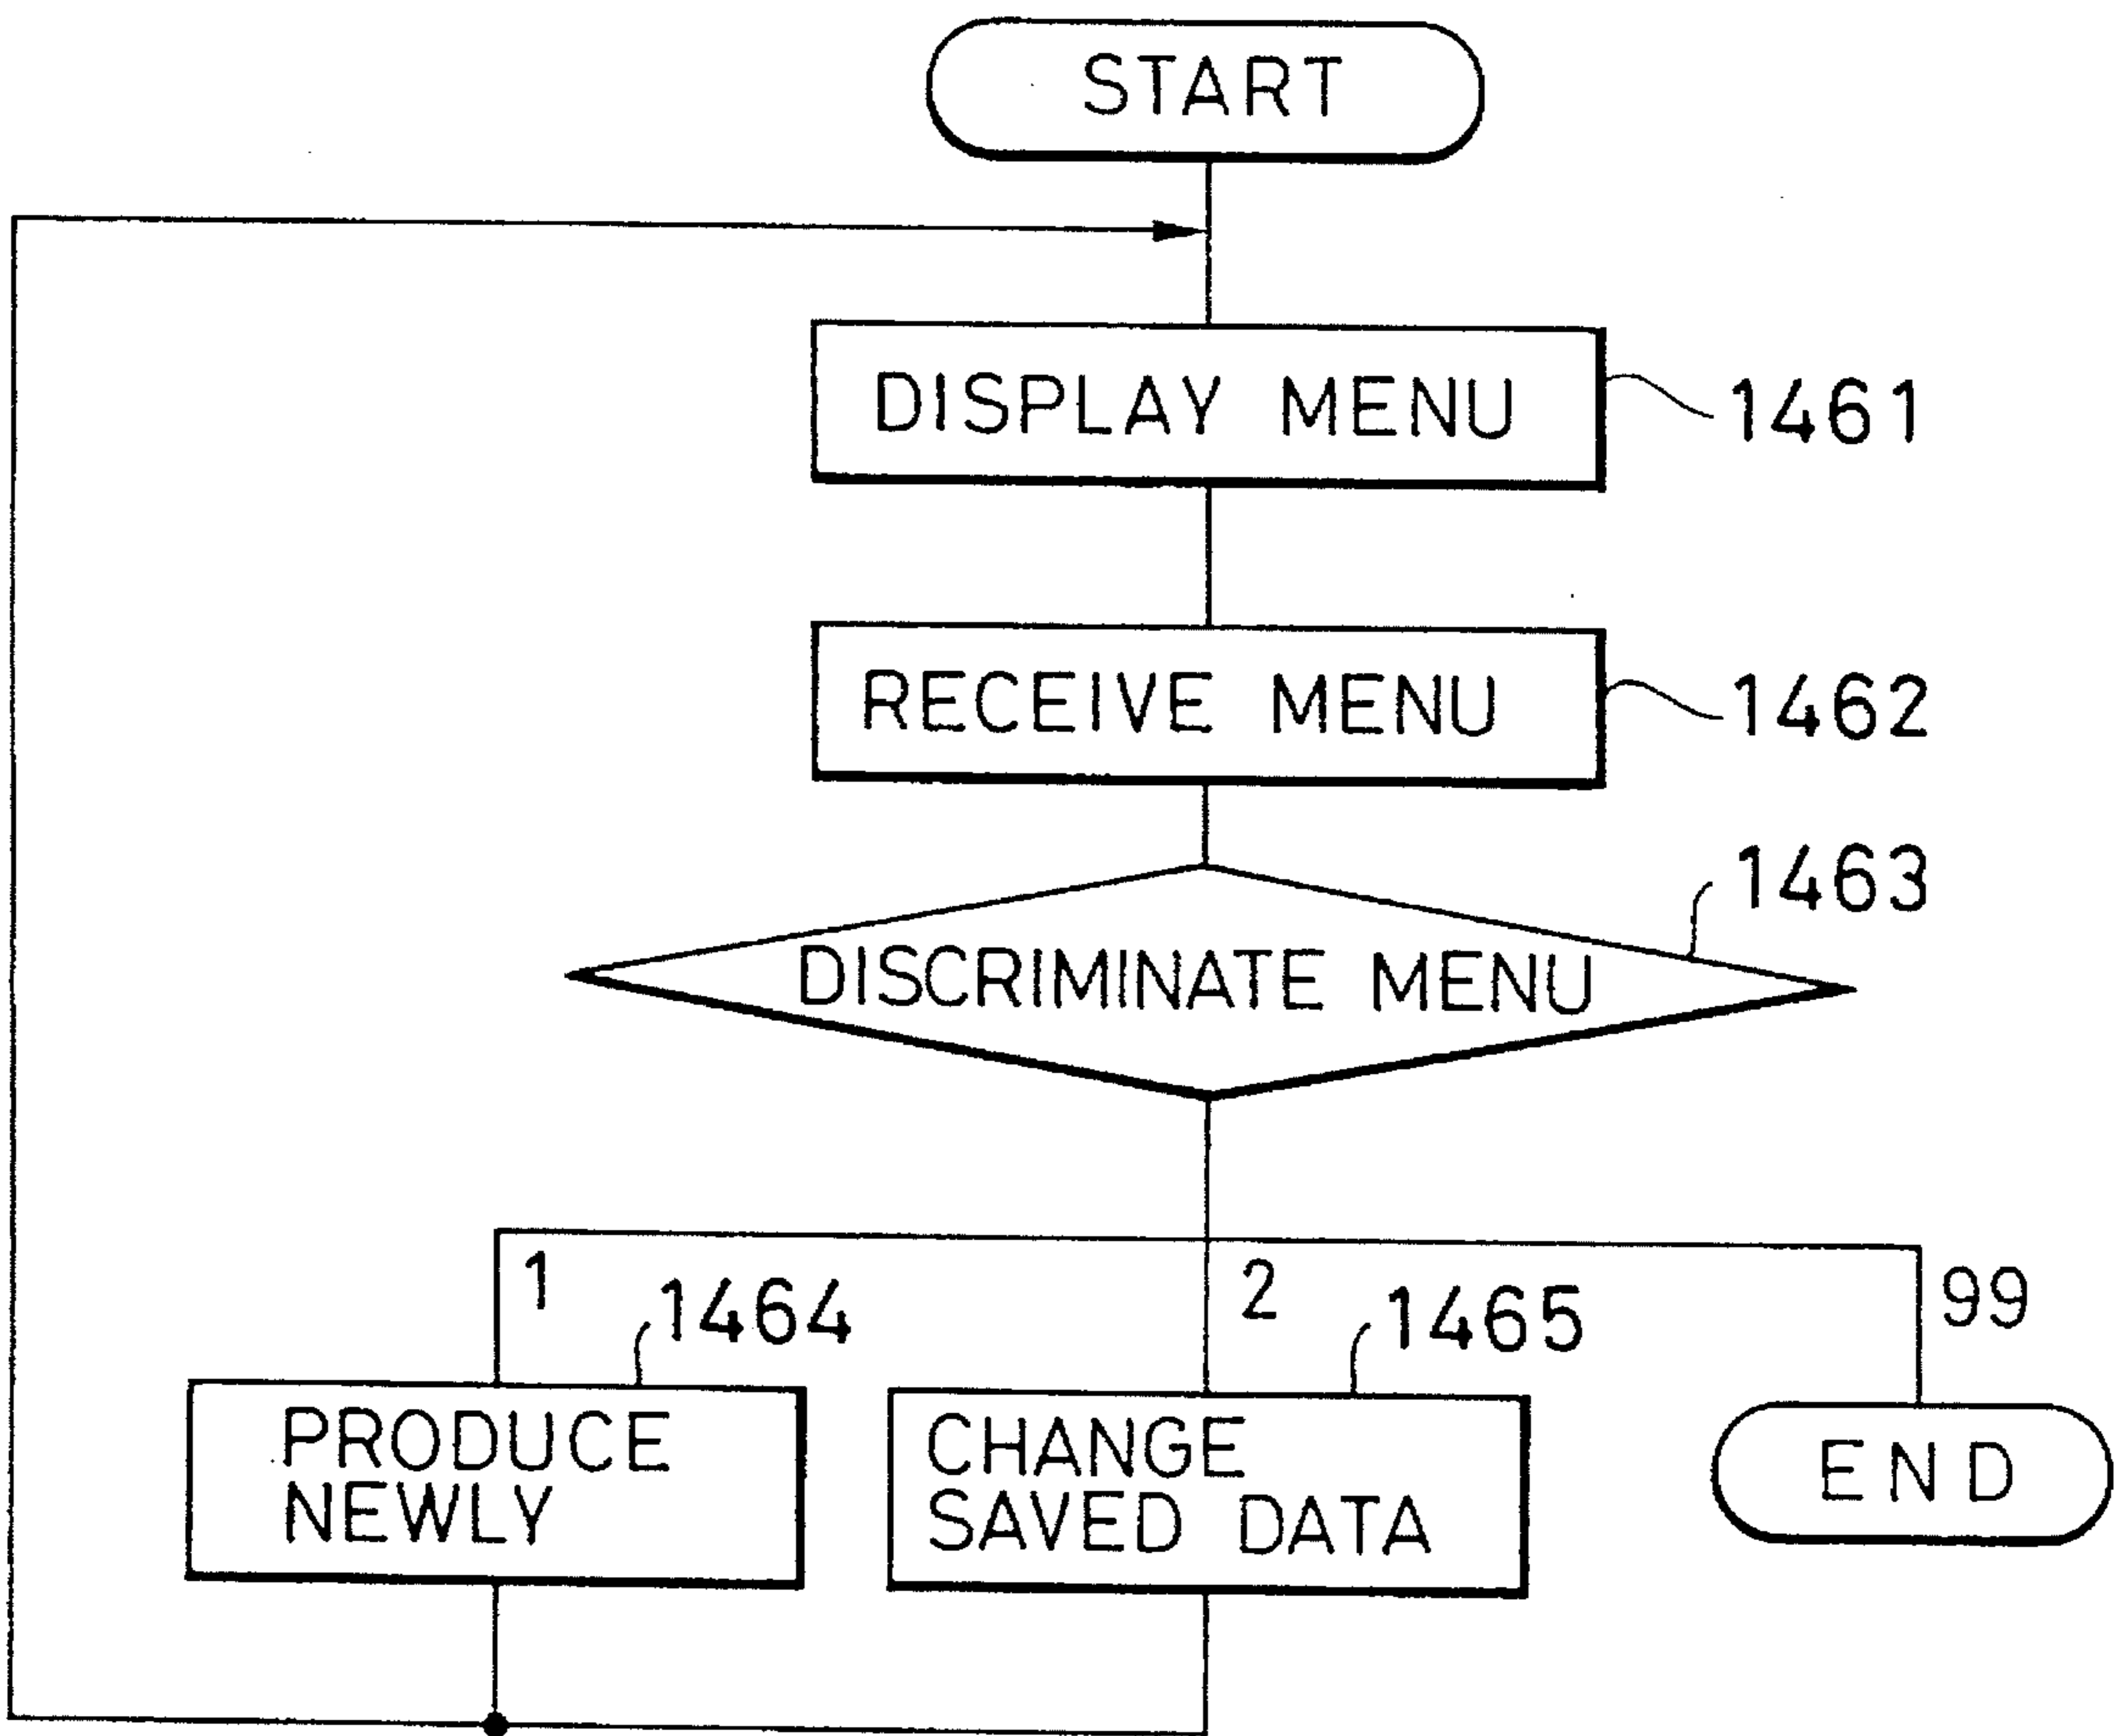 START
DISPLAY MENU
1461
RECEIVE MENU
1462
1463
DISCRIMINATE MENU
1
1464
2
1465
99
PRODUCE
NEWLY
CHANGE
SAVED DATA
END